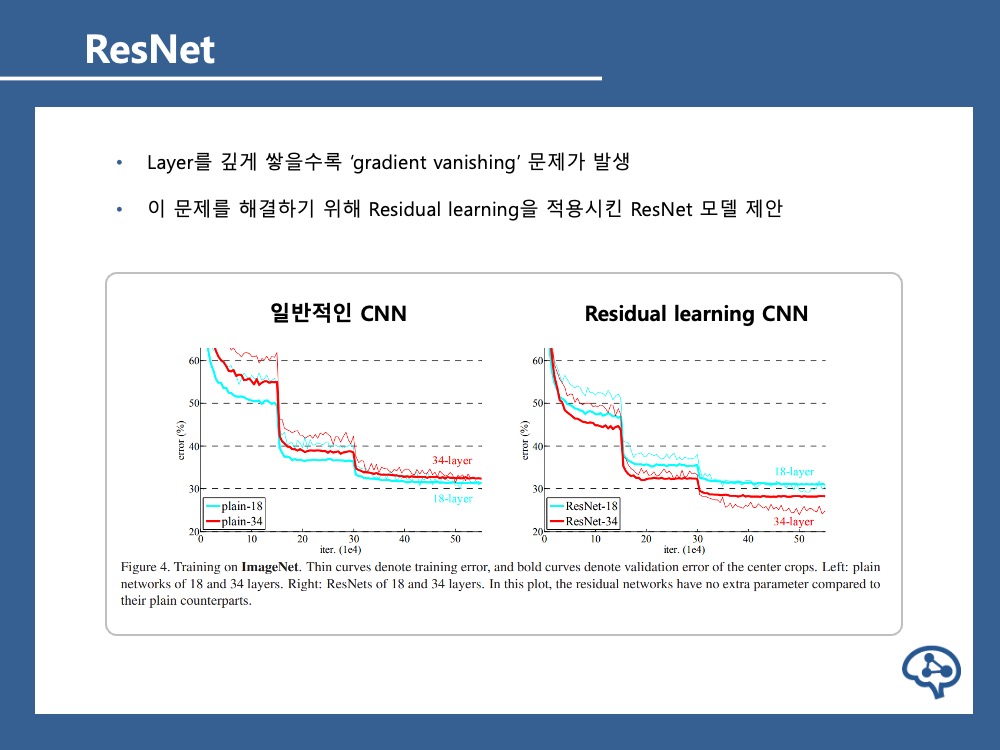 ResNet
• Layer를 깊게 쌓을수록 ‘gradient vanishing’ 문제가 발생
• 이 문제를 해결하기 위해 Residual learning을 적용시킨 ResNet 모델 제안
일반적인 CNN
60
50
40
30
20
error (%)
34-layer
18-layer
plain-18
plain-34
0 10 20 30 40 50
iter. (1e4)
Residual learning CNN
60
50
40
30
20
error (%)
18-layer
34-layer
ResNet-18
ResNet-34
0 10 20 30 40 50
iter. (1e4)
Figure 4. Training on ImageNet. Thin curves denote training error, and bold curves denote validation error of the center crops. Left: plain
networks of 18 and 34 layers. Right: ResNets of 18 and 34 layers. In this plot, the residual networks have no extra parameter compared to
their plain counterparts.